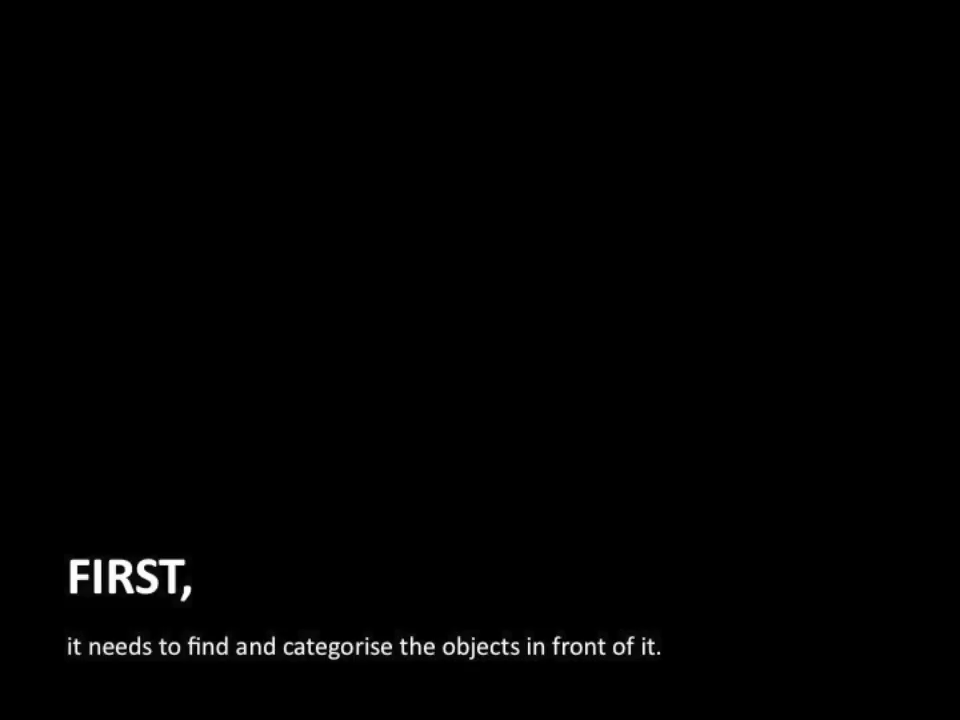 FIRST,
it needs to find and categorise the objects in front of it.